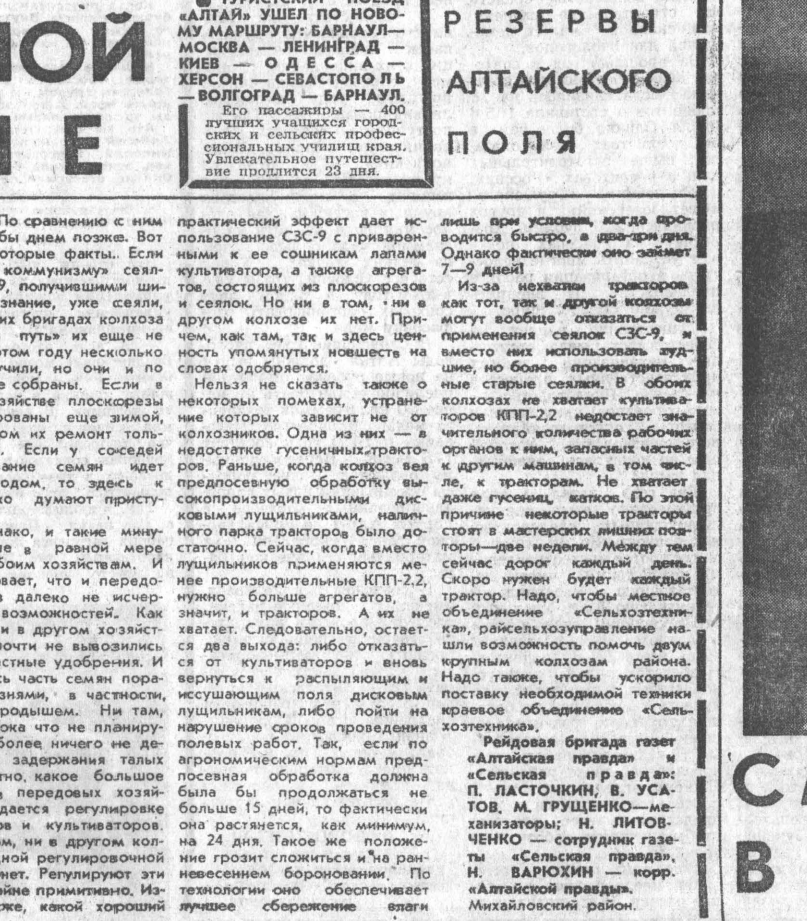 НОЙ
Е
ТУРИСТСКИЙ ПОЕЗД
«АЛТАЙ» УШЕЛ ПО НОВО-
МУ МАРШРУТУ: БАРНАУЛ—
МОСКВА — ЛЕНИНГРАД —
КИЕВ — ОДЕССА —
ХЕРСОН — СЕВАСТОПОЛЬ
— ВОЛГОГРАД — БАРНАУЛ.
Его пассажиры — 400
лучших учащихся город-
ских и сельских профес-
сиональных училищ края.
Увлекательное путешест-
вие продлится 23 дня.
РЕЗЕРВЫ
АЛТАЙСКОГО
ПОЛЯ
По сравнению с ним
бы днем позже. Вот
оторые факты. Если
коммунизму» сеял-
9, получившими ши-
знание, уже сеяли,
их бригадах колхоза
путь» их еще не
этом году несколько
учили, но они и по
е собраны. Если в
зяйстве плоскорезы
рованы еще зимой,
ом их ремонт толь-
. Если у соседей
ание семян идет
одом, то здесь к
ко думают присту-
нако, и такие мину-
е в равной мере
боим хозяйствам. И
вает, что и передо-
з далеко не исчер-
возможностей. Как
и в другом хозяйст-
почти не вывозились
стные удобрения. И
сь часть семян пора-
знями, в частности,
родышем. Ни там,
ока что не планиру-
более ничего не де-
задержания талых
тно, какое большое
в передовых хозяй-
дается регулировке
ов и культиваторов.
м, ни в другом кол-
ной регулировочной
нет. Регулируют эти
йне примитивно. Из-
же, какой хороший
практический эффект дает ис-
пользование СЗС-9 с приварен-
ными к ее сошникам лапами
культиватора, а также агрега-
тов, состоящих из плоскорезов
и сеялок. Но ни в том, ни в
другом колхозе их нет. При-
чем, как там, так и здесь цен-
ность упомянутых новшеств на
словах одобряется.
Нельзя не сказать также о
некоторых помехах, устране-
ние которых зависит не от
колхозников. Одна из них — в
недостатке гусеничных тракто-
ров. Раньше, когда колхоз вел
предпосевную обработку вы-
сокопроизводительными дис-
ковыми лущильниками, налич-
ного парка тракторов было до-
статочно. Сейчас, когда вместо
лущильников применяются ме-
нее производительные КПП-2,2,
нужно больше агрегатов, а
значит, и тракторов. А их не
хватает. Следовательно, остает-
ся два выхода: либо отказать-
ся от культиваторов и вновь
вернуться к распыляющим и
иссушающим поля дисковым
лущильникам, либо пойти на
нарушение сроков проведения
полевых работ. Так, если по
агрономическим нормам пред-
посевная обработка должна
была бы продолжаться не
больше 15 дней, то фактически
она растянется, как минимум,
на 24 дня. Такое же положе-
ние грозит сложиться и на ран-
невесеннем бороновании. По
технологии оно обеспечивает
лучшее сбережение влаги
лишь при условии, когда про-
водится быстро, в два-три дня.
Однако фактически оно займет
7—9 дней!
Из-за нехватки тракторов
как тот, так и другой колхозы
могут вообще отказаться от
применения сеялок СЗС-9, и
вместо них использовать худ-
шие, но более производитель-
ные старые сеялки. В обоих
колхозах не хватает культива-
торов КПП-2,2 недостает зна-
чительного количества рабочих
органов к ним, запасных частей
к другим машинам, в том чис-
ле, к тракторам. Не хватает
даже гусениц, катков. По этой
причине некоторые тракторы
стоят в мастерских лишних пол-
торы—две недели. Между тем
сейчас дорог каждый день.
Скоро нужен будет каждый
трактор. Надо, чтобы местное
объединение «Сельхозтехни-
ка», райсельхозуправление на-
шли возможность помочь двум
крупным колхозам района.
Надо также, чтобы ускорило
поставку необходимой техники
краевое объединение «Сель-
хозтехника».
Рейдовая бригада газет
«Алтайская правда» и
«Сельская правда»:
П. ЛАСТОЧКИН, В. УСА-
ТОВ, М. ГРУЩЕНКО—ме-
ханизаторы; Н. ЛИТОВ-
ЧЕНКО — сотрудник газе-
ты «Сельская правда»,
Н. ВАРЮХИН — корр.
«Алтайской правды».
Михайловский район.
С
В